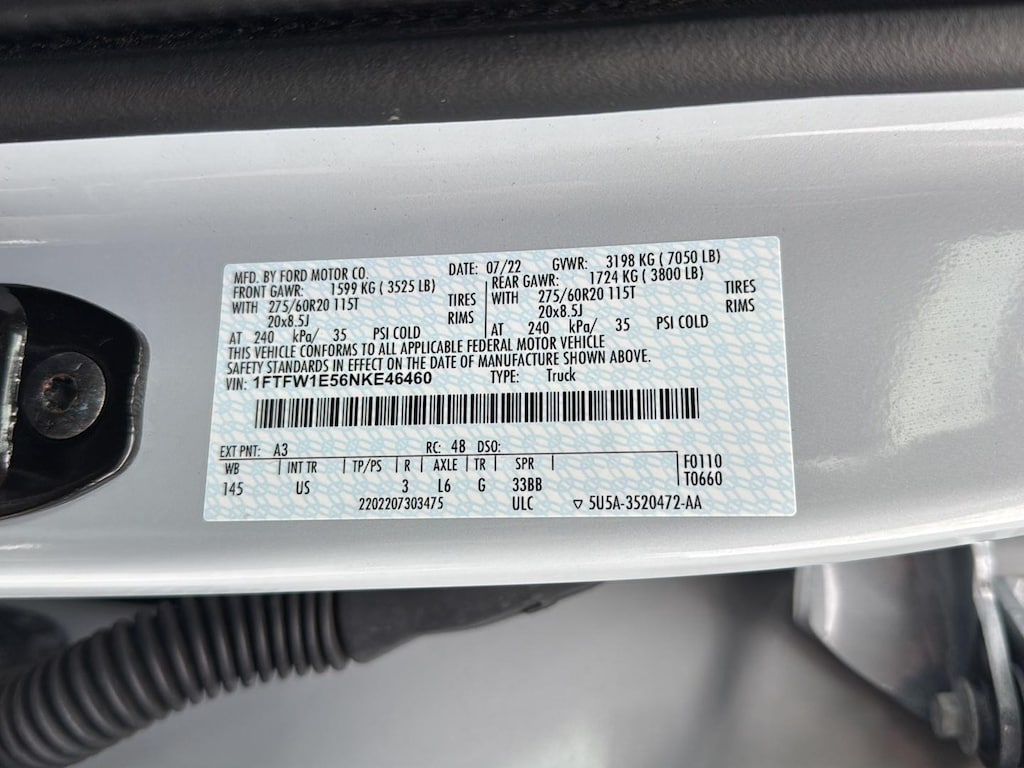 MFD. BY FORD MOTOR CO. DATE: 07/22 GVWR: 3198 KG ( 7050 LB)
FRONT GAWR: 1599 KG ( 3525 LB) REAR GAWR: 1724 KG ( 3800 LB)
WITH 275/60R20 115T TIRES WITH 275/60R20 115T TIRES
20x8.5J RIMS 20x8.5J RIMS
AT 240 kPa/ 35 PSI COLD AT 240 kPa/ 35 PSI COLD
THIS VEHICLE CONFORMS TO ALL APPLICABLE FEDERAL MOTOR VEHICLE
SAFETY STANDARDS IN EFFECT ON THE DATE OF MANUFACTURE SHOWN ABOVE.
VIN: 1FTFW1E56NKE46460 TYPE: Truck
EXT PNT: A3 RC: 48 DSO:
WB INT TR TP/PS R AXLE TR SPR F0110
145 US 3 L6 G 33BB T0660
2202207303475 ULC ▽ 5U5A-3520472-AA